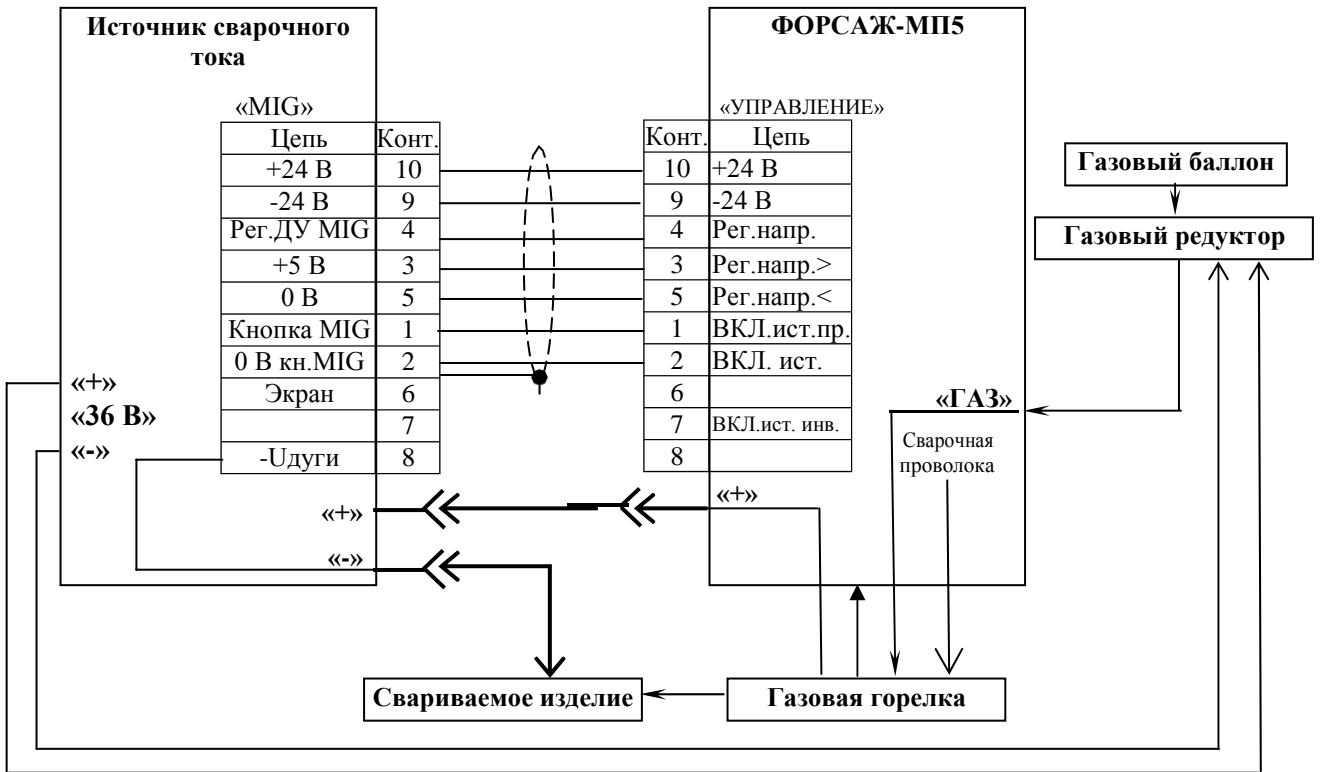 Источник сварочного
тока
«MIG»
Цепь Конт.
+24 В 10
-24 В 9
Рег.ДУ MIG 4
+5 В 3
0 В 5
Кнопка MIG 1
0 В кн.MIG 2
Экран 6
7
-Uдуги 8
«+»
«36 В»
«-»
«+»
«-»
ФОРСАЖ-МП5
«УПРАВЛЕНИЕ»
Конт. Цепь
10 +24 В
9 -24 В
4 Рег.напр.
3 Рег.напр.>
5 Рег.напр.<
1 ВКЛ.ист.пр.
2 ВКЛ. ист.
6
7 ВКЛ.ист. инв.
8
«+»
«ГАЗ»
Сварочная
проволока
Газовый баллон
Газовый редуктор
Свариваемое изделие
Газовая горелка